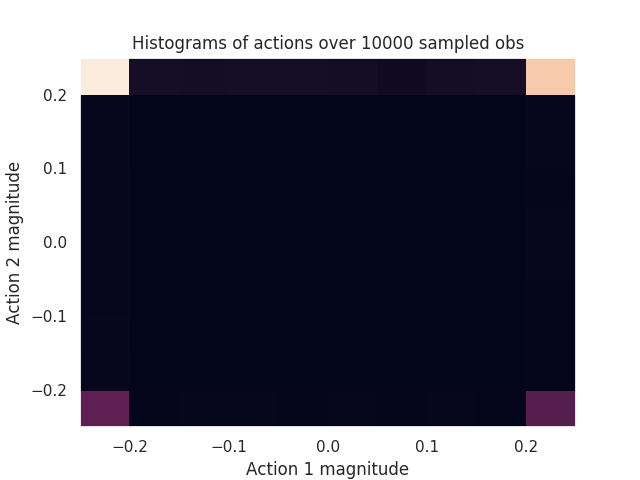 Histograms of actions over 10000 sampled obs
0.2
0.1
0.0
−0.1
−0.2
Action 2 magnitude
−0.2 −0.1 0.0 0.1 0.2
Action 1 magnitude